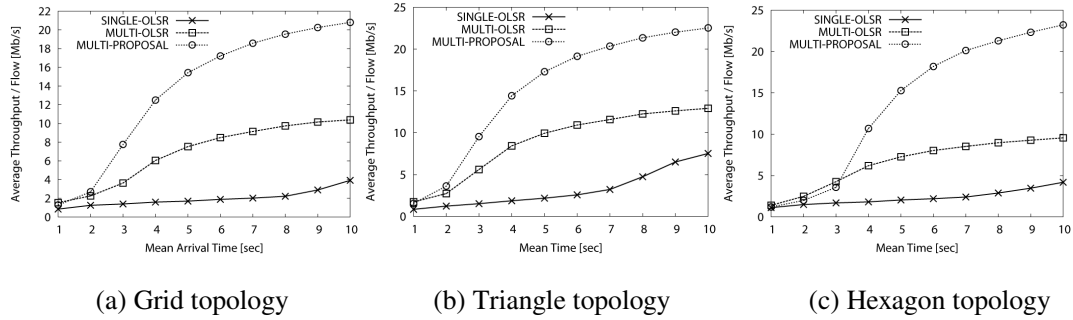 Average Throughput / Flow [Mb/s]
22
20
18
16
14
12
10
8
6
4
2
0
SINGLE-OLSR
MULTI-OLSR
MULTI-PROPOSAL
1 2 3 4 5 6 7 8 9 10
Mean Arrival Time [sec]
(a) Grid topology
Average Throughput / Flow [Mb/s]
25
20
15
10
5
0
SINGLE-OLSR
MULTI-OLSR
MULTI-PROPOSAL
1 2 3 4 5 6 7 8 9 10
Mean Time [sec]
(b) Triangle topology
Average Throughput / Flow [Mb/s]
25
20
15
10
5
0
SINGLE-OLSR
MULTI-OLSR
MULTI-PROPOSAL
1 2 3 4 5 6 7 8 9 10
Mean Time [sec]
(c) Hexagon topology